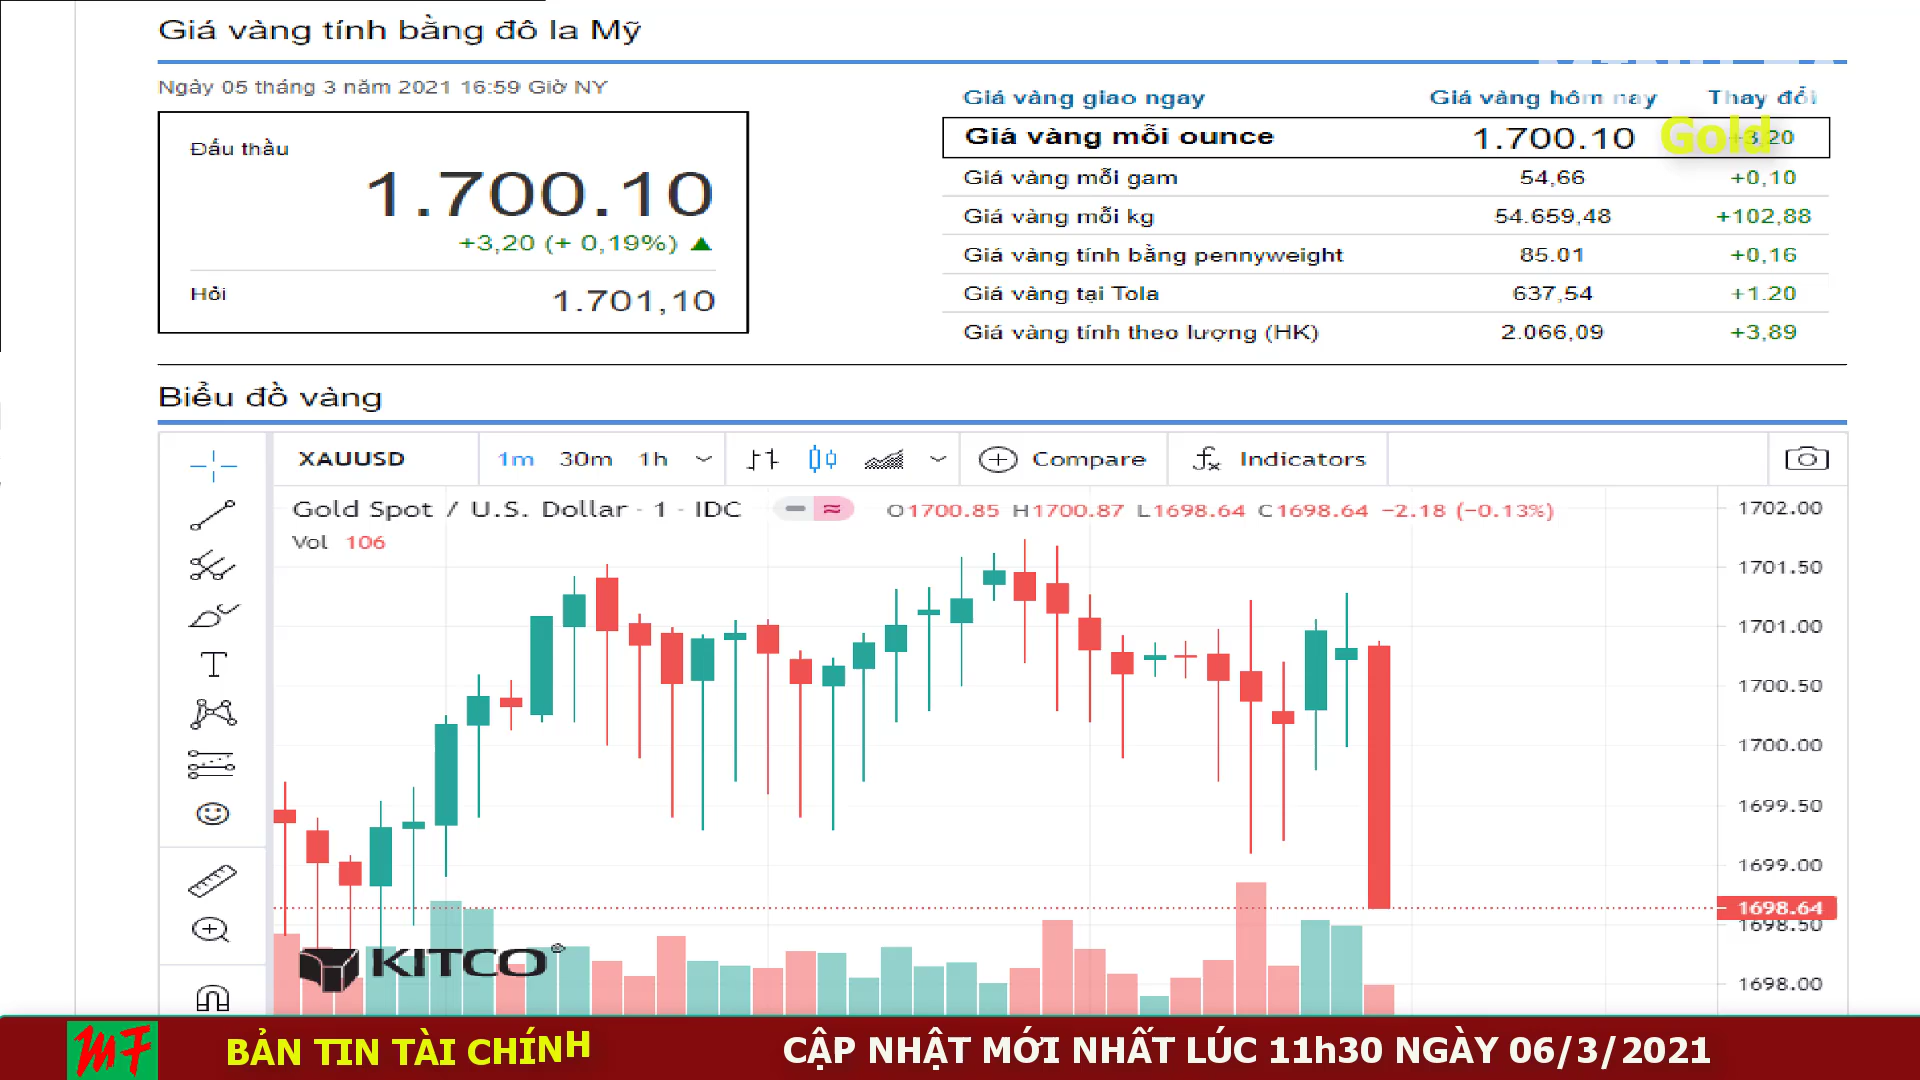 Giá vàng tính bằng đô la Mỹ
Ngày 05 tháng 3 năm 2021 16:59 Giờ NY
Đấu thầu
1.700.10
+3,20 (+ 0,19%) ▲
Hỏi
1.701,10
Giá vàng giao ngay Giá vàng hôm nay Thay đổi
Giá vàng mỗi ounce 1.700.10 +3,20
Gold
Giá vàng mỗi gam 54,66 +0,10
Giá vàng mỗi kg 54.659,48 +102,88
Giá vàng tính bằng pennyweight 85.01 +0,16
Giá vàng tại Tola 637,54 +1.20
Giá vàng tính theo lượng (HK) 2.066,09 +3,89
Biểu đồ vàng
XAUUSD 1m 30m 1h Compare Indicators
Gold Spot / U.S. Dollar · 1 · IDC O1700.85 H1700.87 L1698.64 C1698.64 −2.18 (−0.13%)
Vol 106
1702.00
1701.50
1701.00
1700.50
1700.00
1699.50
1699.00
1698.64
1698.50
1698.00
KITCO®
MF
BẢN TIN TÀI CHÍNH
CẬP NHẬT MỚI NHẤT LÚC 11h30 NGÀY 06/3/2021